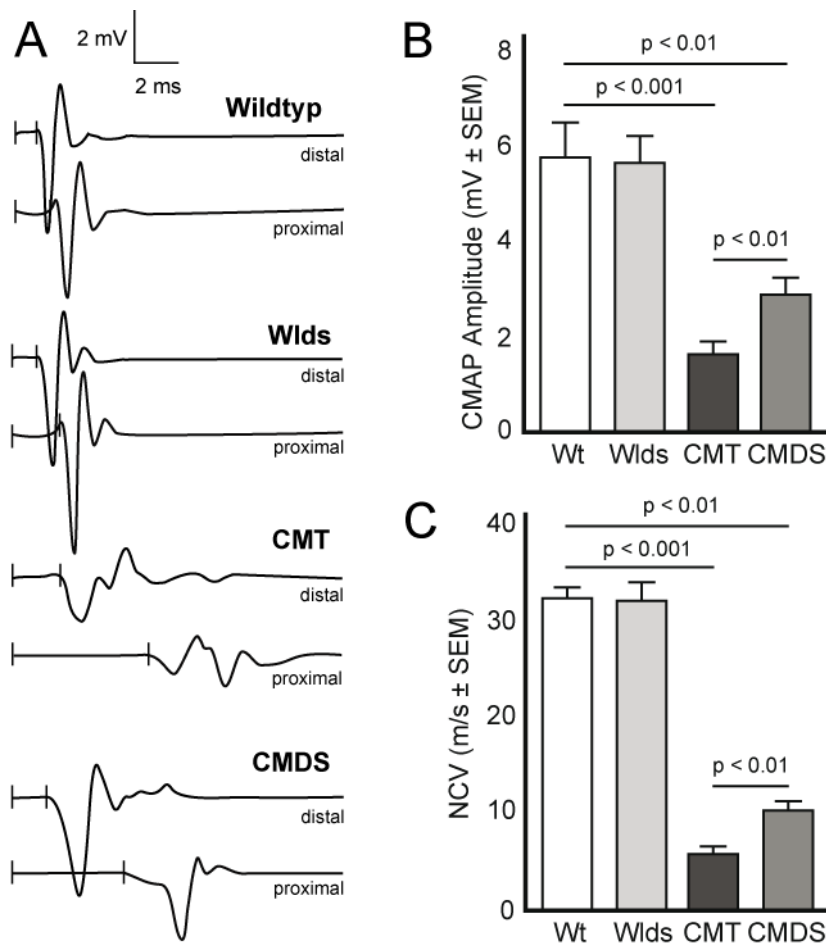 A
2 mV
2 ms
Wildtyp
distal
proximal
Wlds
distal
proximal
CMT
distal
proximal
CMDS
distal
proximal
B
CMAP Amplitude (mV ± SEM)
8
6
4
2
0
p < 0.01
p < 0.001
p < 0.01
Wt Wlds CMT CMDS
C
NCV (m/s ± SEM)
40
30
20
10
0
p < 0.01
p < 0.001
p < 0.01
Wt Wlds CMT CMDS